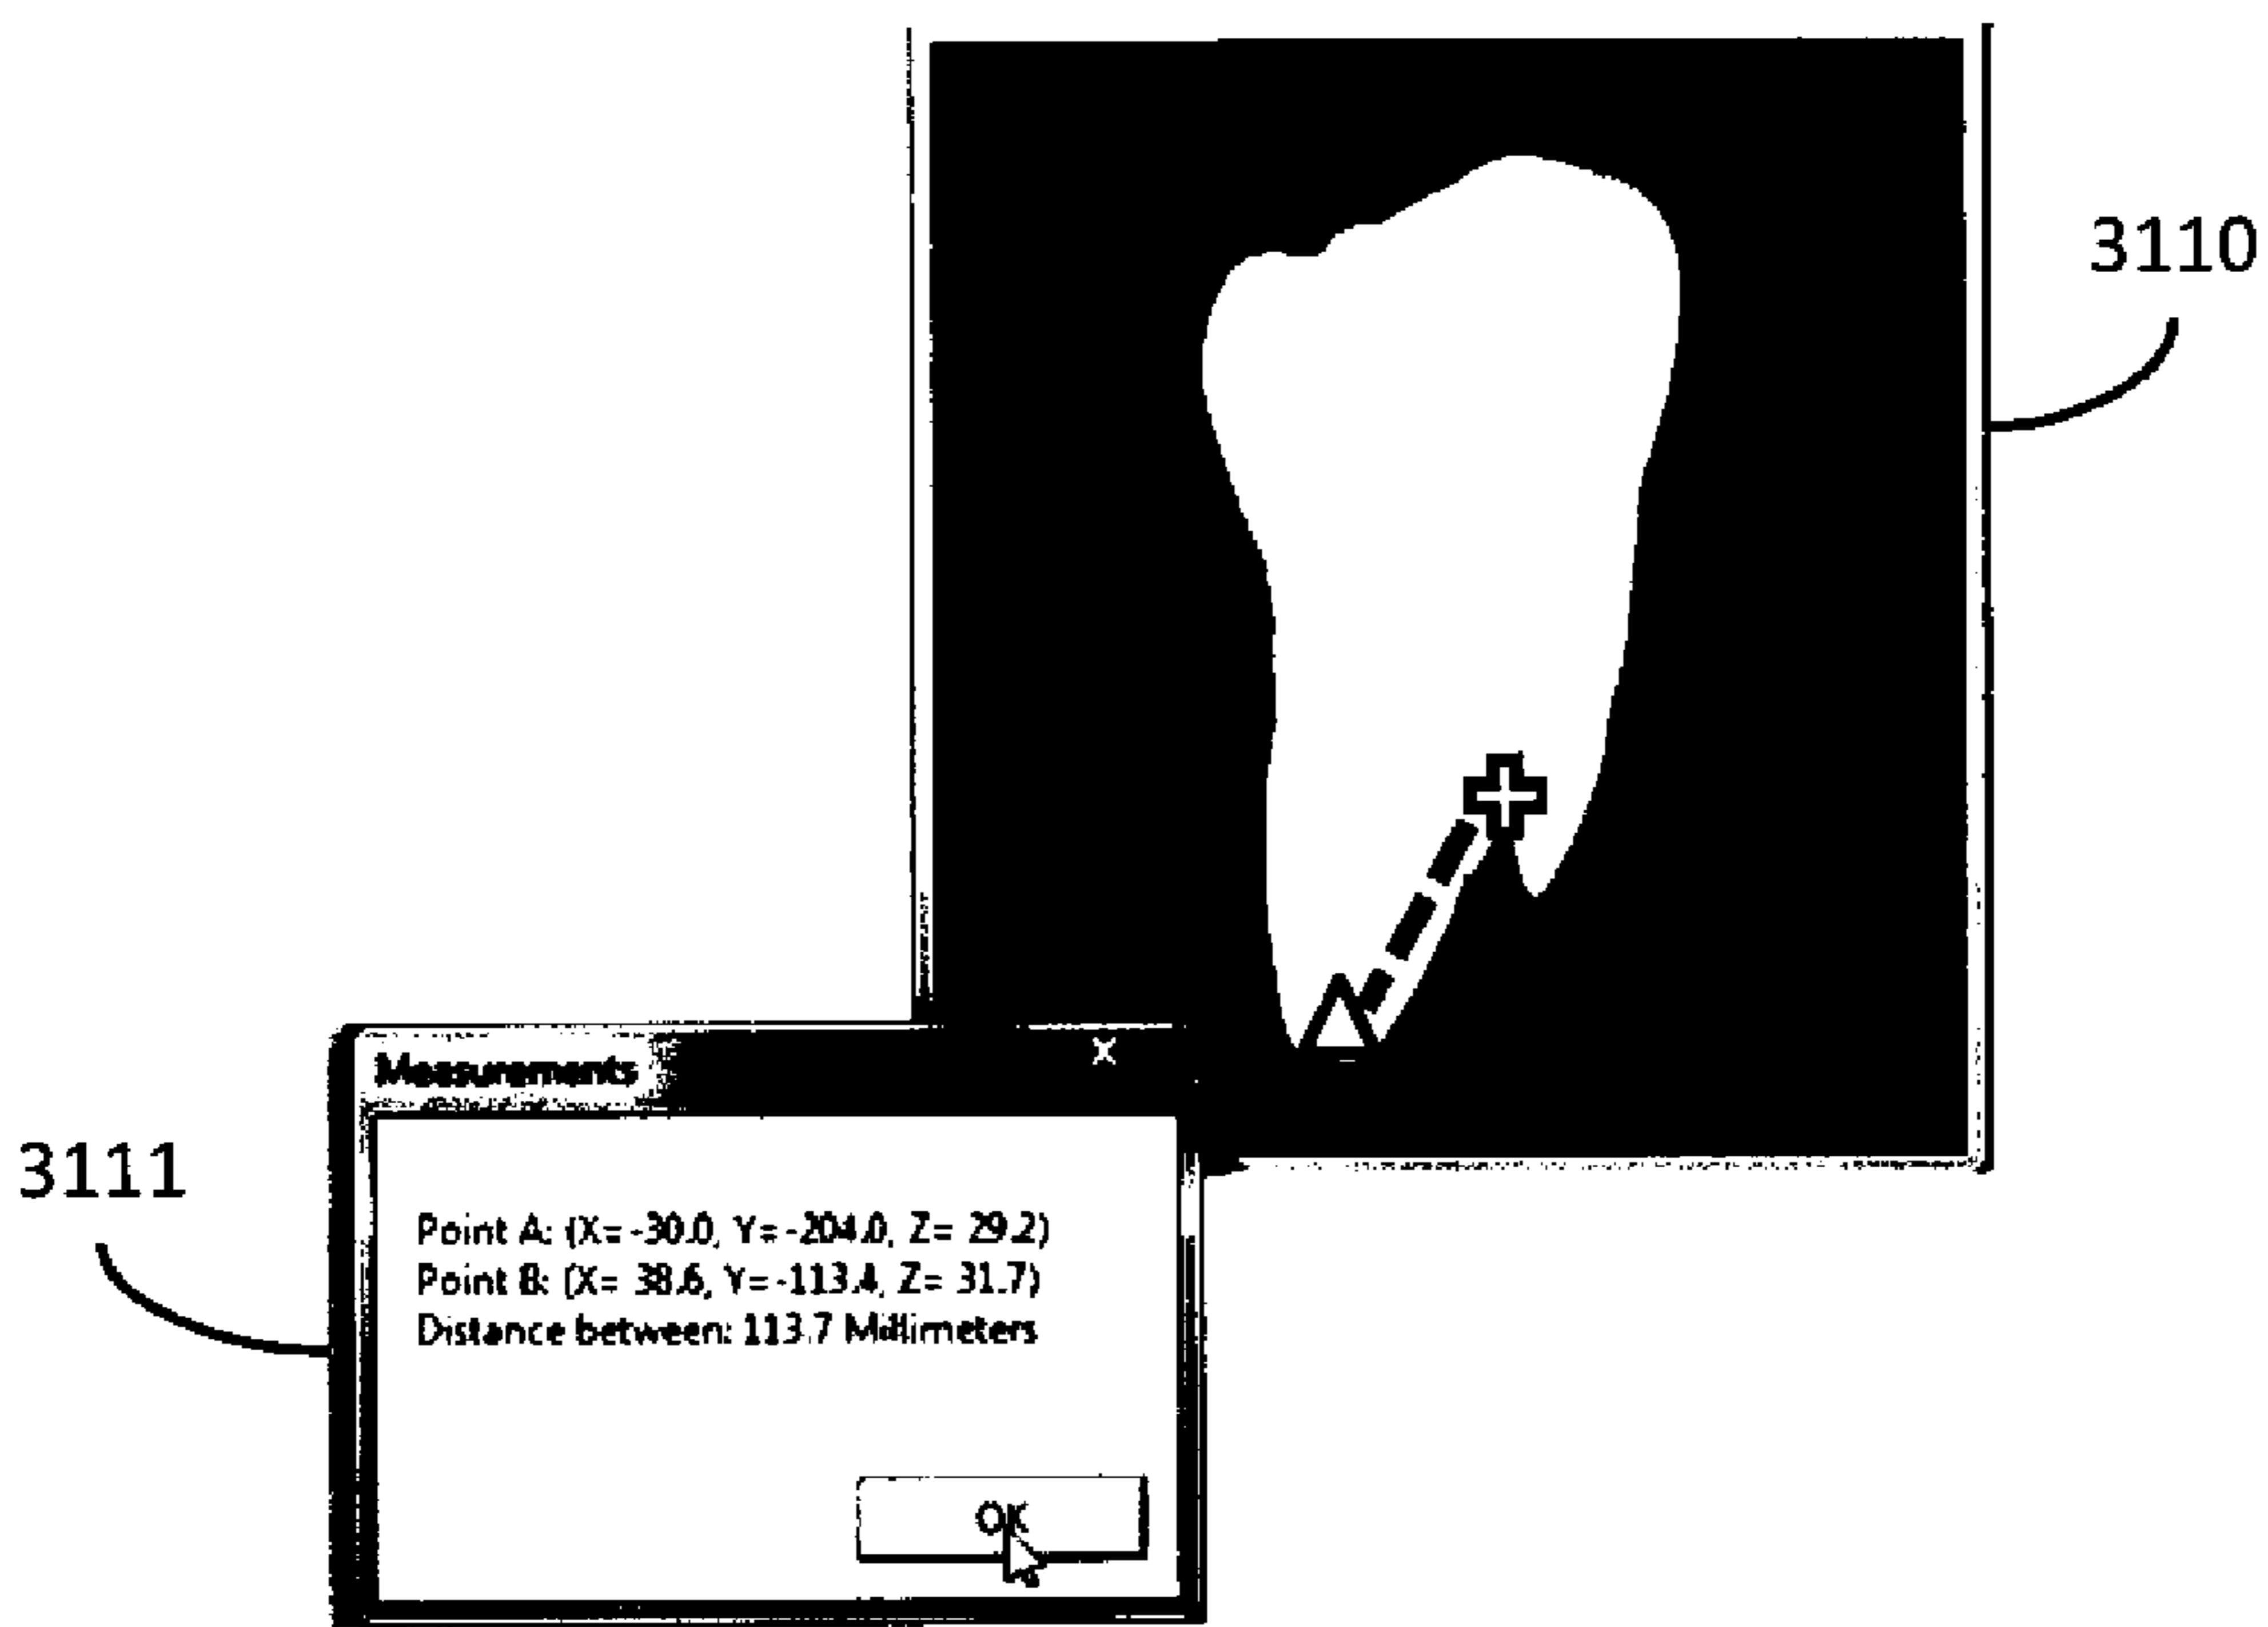 3110
Measurements
X
3111
Point A: (X= -30.0, Y= -204.0, Z= 29.2)
Point B: (X= 38.6, Y= -113.4, Z= 31.7)
Distance between: 113.7 Millimeters
OK